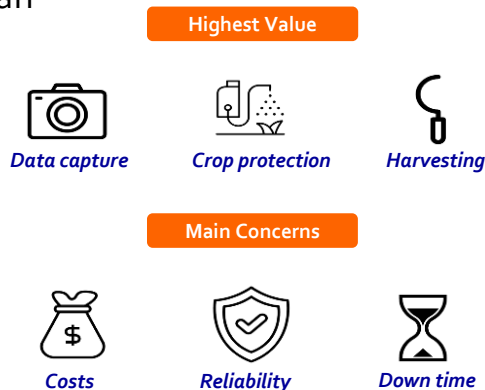 Highest Value
Data capture Crop protection Harvesting
Main Concerns
$
Costs Reliability Down time